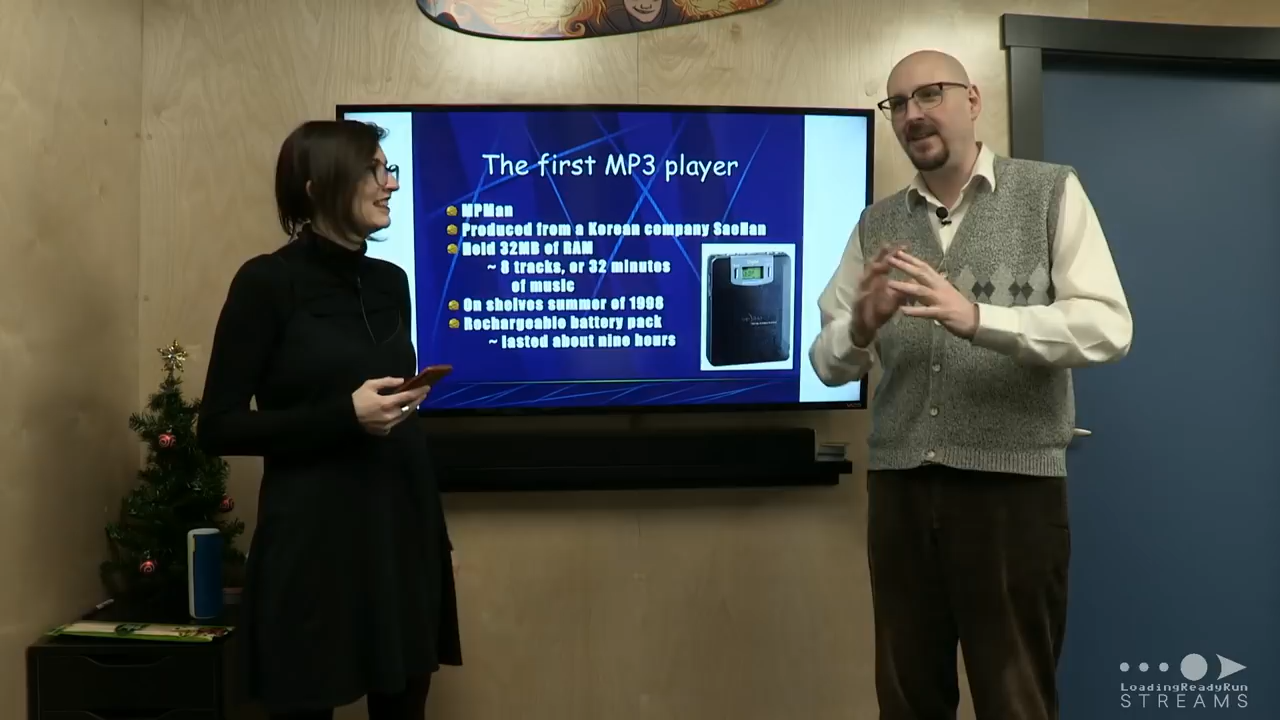 The first MP3 player
MPMan
Produced from a Korean company SaeHan
Hold 32MB of RAM
~ 8 tracks, or 32 minutes
of music
On shelves summer of 1998
Rechargeable battery pack
~ lasted about nine hours
LoadingReadyRun
STREAMS